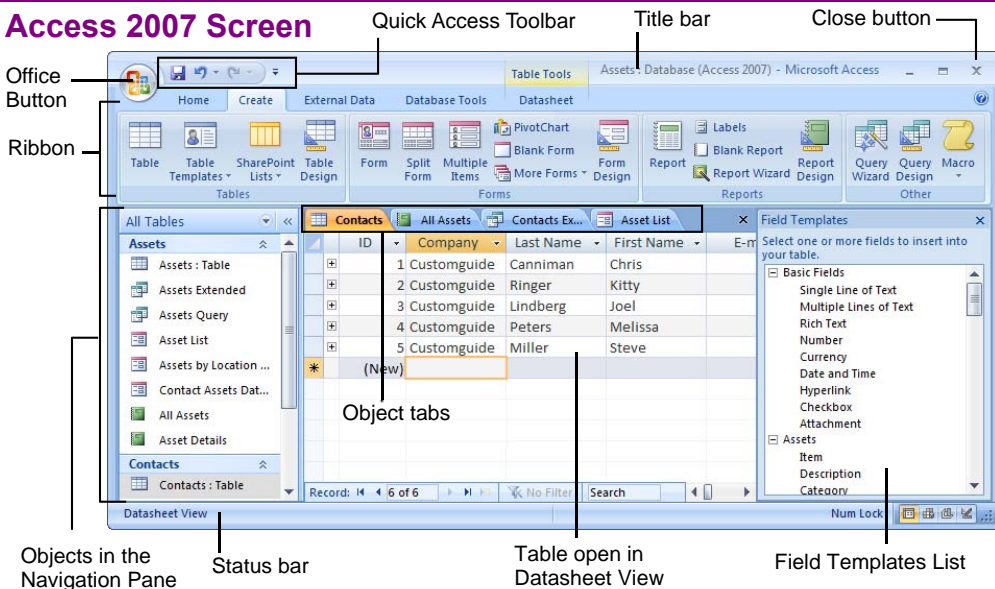 Access 2007 Screen
Quick Access Toolbar
Title bar
Close button
Office
Button
Ribbon
Table Tools
Assets : Database (Access 2007) - Microsoft Access
Home
Create
External Data
Database Tools
Datasheet
Table
Table
Templates
SharePoint
Lists
Table
Design
Tables
Form
Split
Form
Multiple
Items
PivotChart
Blank Form
More Forms
Form
Design
Forms
Report
Labels
Blank Report
Report Wizard
Report
Design
Reports
Query
Wizard
Query
Design
Macro
Other
All Tables
Assets
Assets : Table
Assets Extended
Assets Query
Asset List
Assets by Location ...
Contact Assets Dat...
All Assets
Asset Details
Contacts
Contacts : Table
Contacts
All Assets
Contacts Ex...
Asset List
ID Company Last Name First Name E-m
1 Customguide Canniman Chris
2 Customguide Ringer Kitty
3 Customguide Lindberg Joel
4 Customguide Peters Melissa
5 Customguide Miller Steve
(New)
Object tabs
Record: 6 of 6 No Filter Search
Field Templates
Select one or more fields to insert into
your table.
Basic Fields
Single Line of Text
Multiple Lines of Text
Rich Text
Number
Currency
Date and Time
Hyperlink
Checkbox
Attachment
Assets
Item
Description
Category
Datasheet View
Num Lock
Objects in the
Navigation Pane
Status bar
Table open in
Datasheet View
Field Templates List